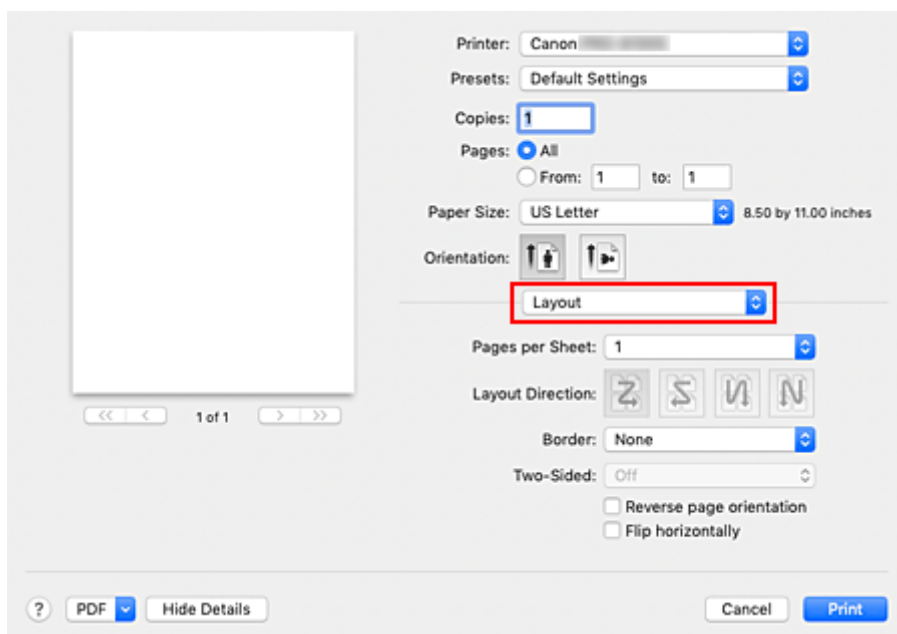 Printer: Canon
Presets: Default Settings
Copies: 1
Pages: All
From: 1 to: 1
Paper Size: US Letter 8.50 by 11.00 inches
Orientation:
Layout
Pages per Sheet: 1
Layout Direction:
Border: None
Two-Sided: Off
Reverse page orientation
Flip horizontally
1 of 1
? PDF Hide Details Cancel Print